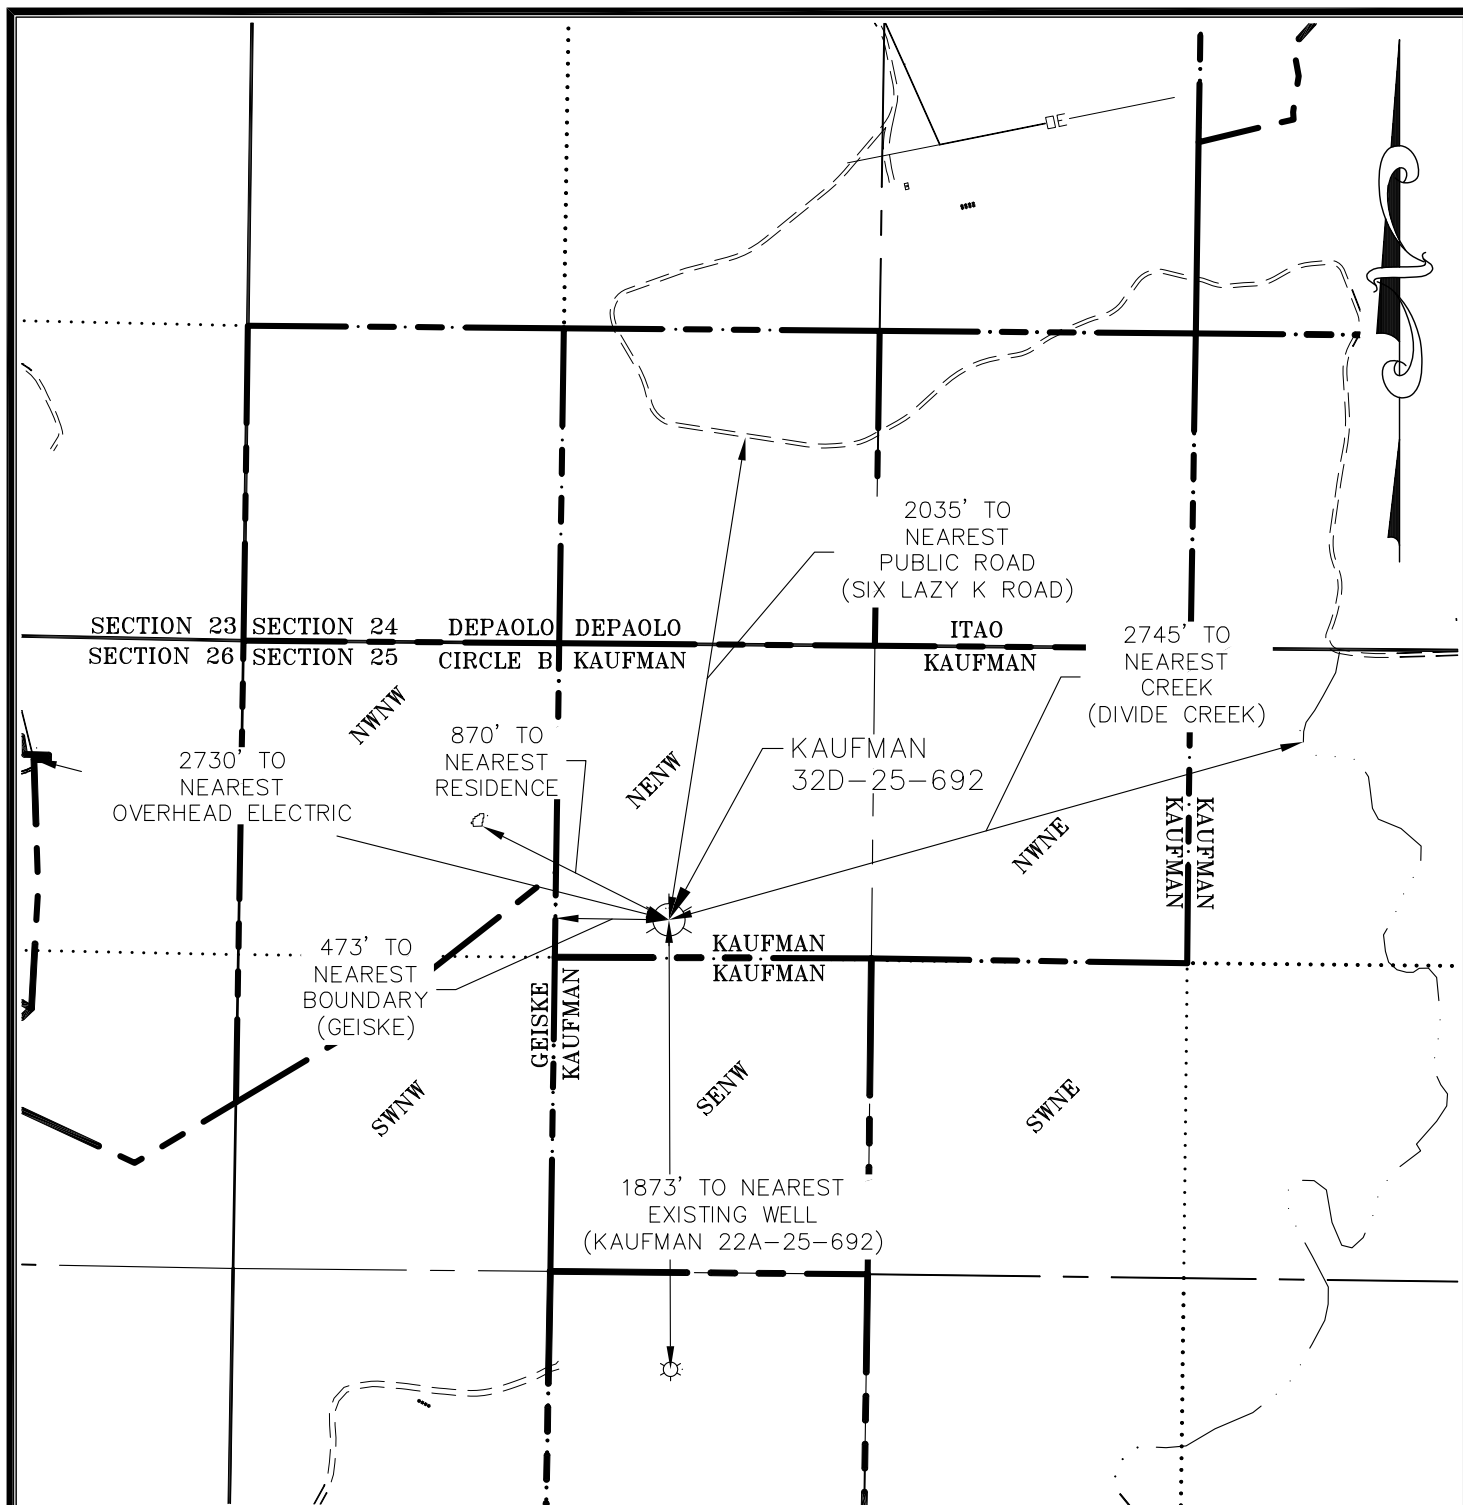 E
2035' TO
NEAREST
PUBLIC ROAD
(SIX LAZY K ROAD)
SECTION 23
SECTION 24
DEPAOLO
DEPAOLO
ITAO
SECTION 26
SECTION 25
CIRCLE B
KAUFMAN
KAUFMAN
2745' TO
NEAREST
CREEK
(DIVIDE CREEK)
NWNW
870' TO
NEAREST
RESIDENCE
2730' TO
NEAREST
OVERHEAD ELECTRIC
NENW
KAUFMAN
32D-25-692
NWNE
KAUFMAN
KAUFMAN
473' TO
NEAREST
BOUNDARY
(GEISKE)
KAUFMAN
KAUFMAN
GEISKE
KAUFMAN
SWNW
SENW
SWNE
1873' TO NEAREST
EXISTING WELL
(KAUFMAN 22A-25-692)